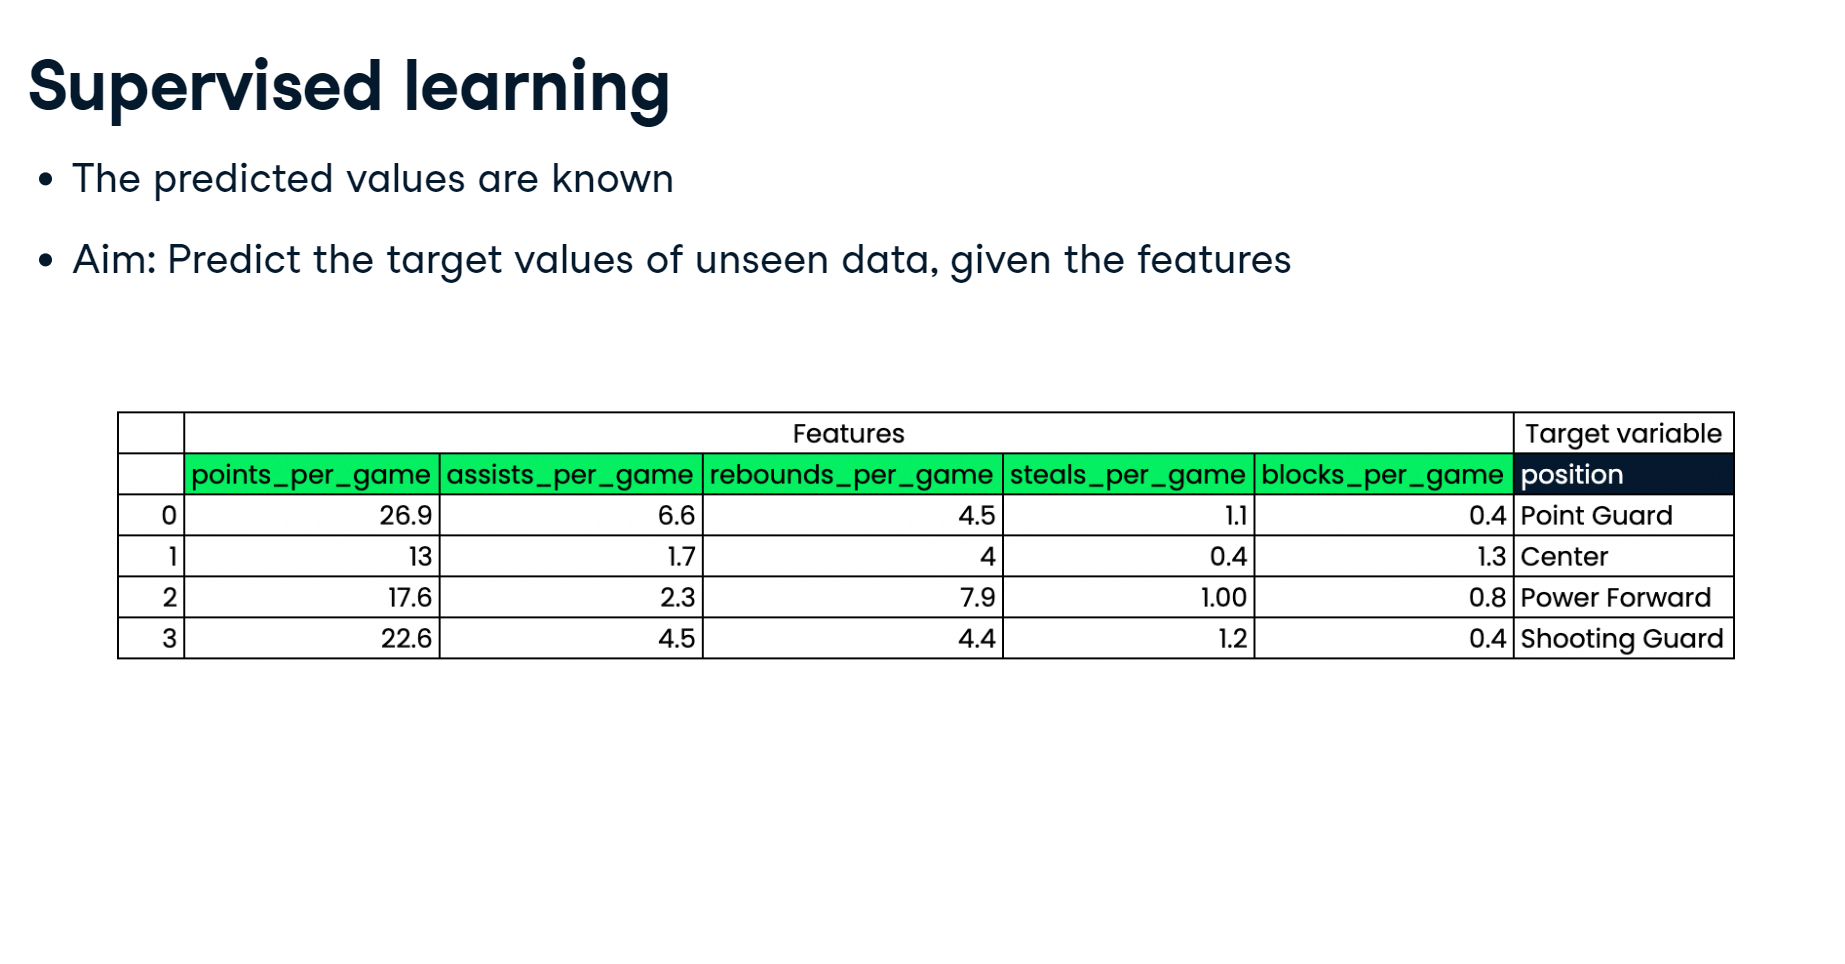 Supervised learning
• The predicted values are known
• Aim: Predict the target values of unseen data, given the features
Features Target variable
points_per_game assists_per_game rebounds_per_game steals_per_game blocks_per_game position
0 26.9 6.6 4.5 1.1 0.4 Point Guard
1 13 1.7 4 0.4 1.3 Center
2 17.6 2.3 7.9 1.00 0.8 Power Forward
3 22.6 4.5 4.4 1.2 0.4 Shooting Guard